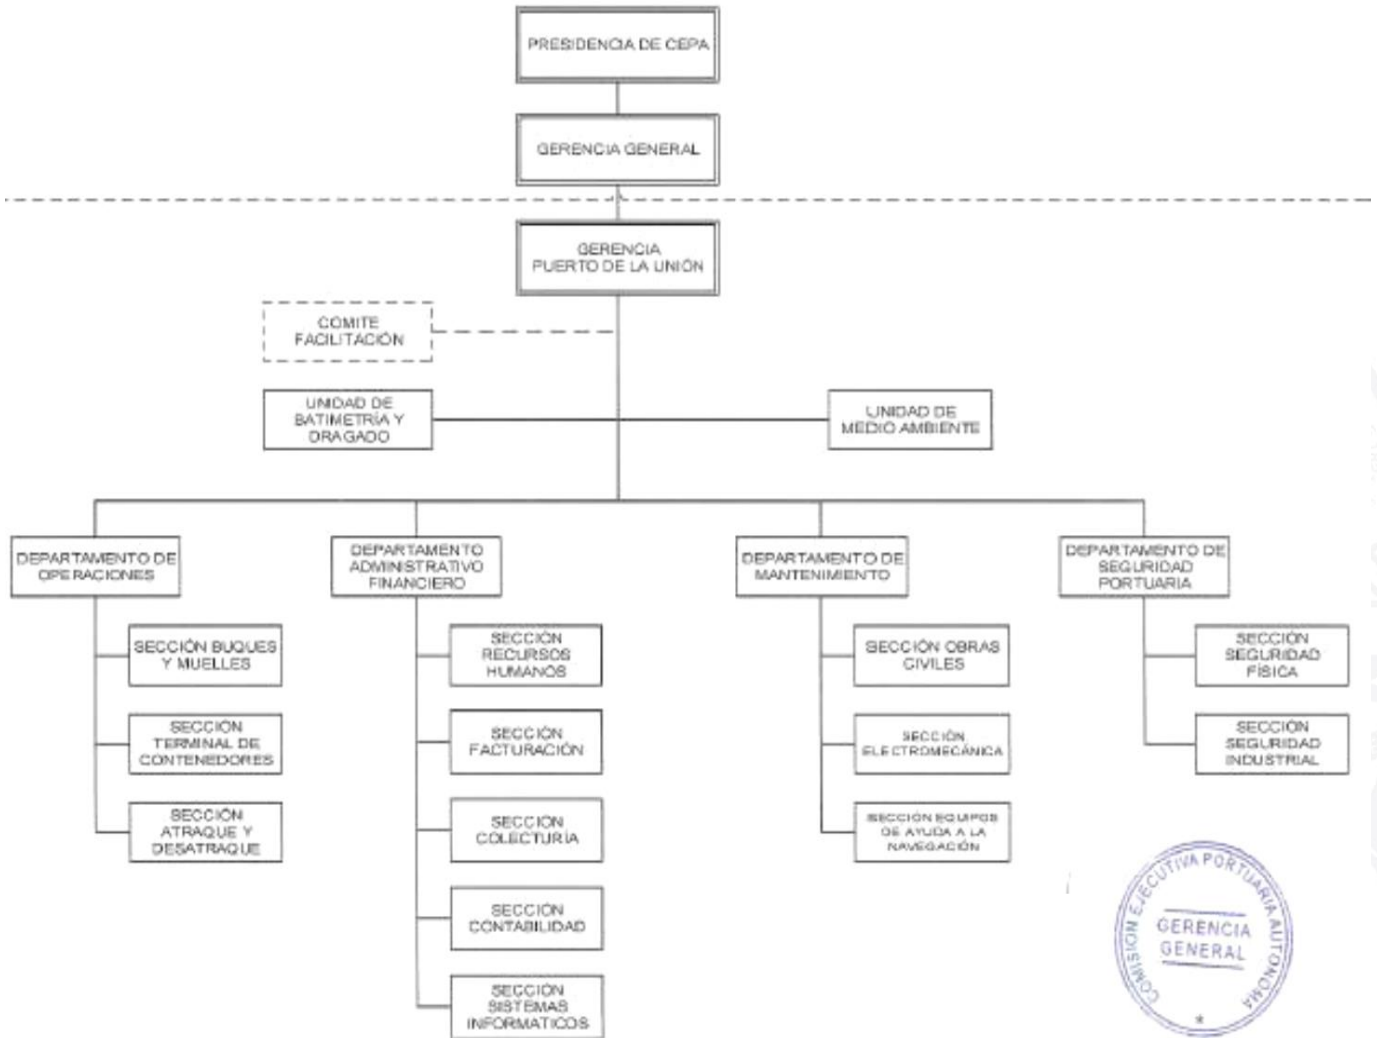 PRESIDENCIA DE CEPA
GERENCIA GENERAL
GERENCIA
PUERTO DE LA UNIÓN
COMITE
FACILITACIÓN
UNIDAD DE
BATIMETRÍA Y
DRAGADO
UNIDAD DE
MEDIO AMBIENTE
DEPARTAMENTO DE
OPERACIONES
SECCIÓN BUQUES
Y MUELLES
SECCIÓN
TERMINAL DE
CONTENEDORES
SECCIÓN
ATRAQUE Y
DESATRAQUE
DEPARTAMENTO
ADMINISTRATIVO
FINANCIERO
SECCIÓN
RECURSOS
HUMANOS
SECCIÓN
FACTURACIÓN
SECCIÓN
COLECTURÍA
SECCIÓN
CONTABILIDAD
SECCIÓN
SISTEMAS
INFORMATICOS
DEPARTAMENTO DE
MANTENIMIENTO
SECCIÓN OBRAS
CIVILES
SECCIÓN
ELECTROMECÁNICA
SECCIÓN EQUIPOS
DE AYUDA A LA
NAVEGACIÓN
DEPARTAMENTO DE
SEGURIDAD
PORTUARIA
SECCIÓN
SEGURIDAD
FÍSICA
SECCIÓN
SEGURIDAD
INDUSTRIAL
COMISION EJECUTIVA PORTUARIA AUTONOMA
GERENCIA
GENERAL
*